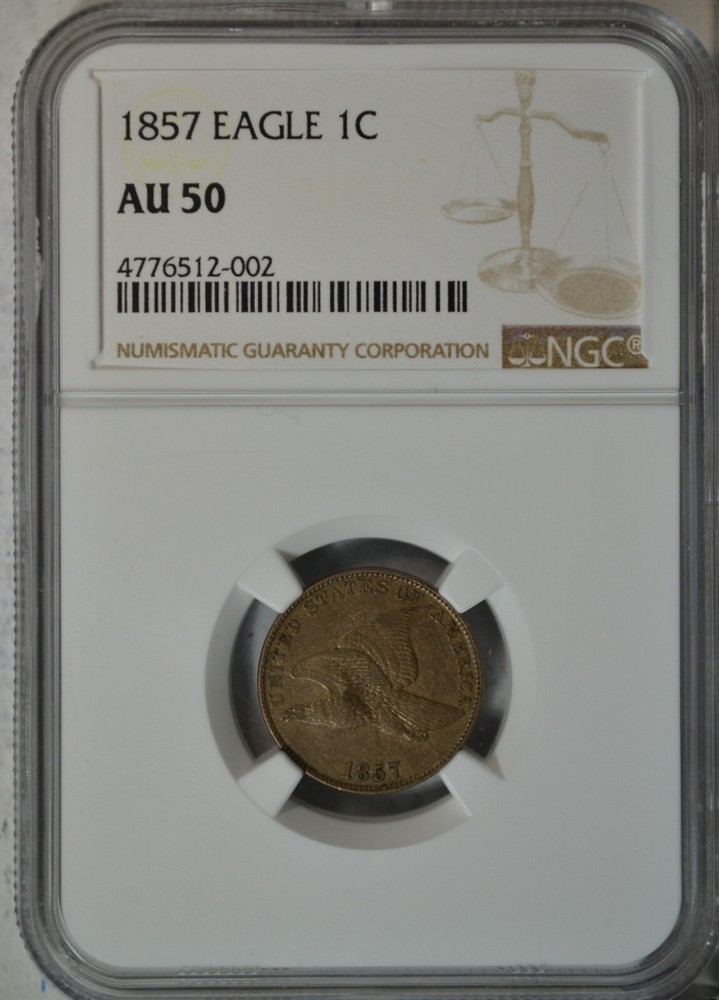 1857 EAGLE 1C
AU 50
4776512-002
NUMISMATIC GUARANTY CORPORATION NGC®
UNITED STATES OF AMERICA
1857